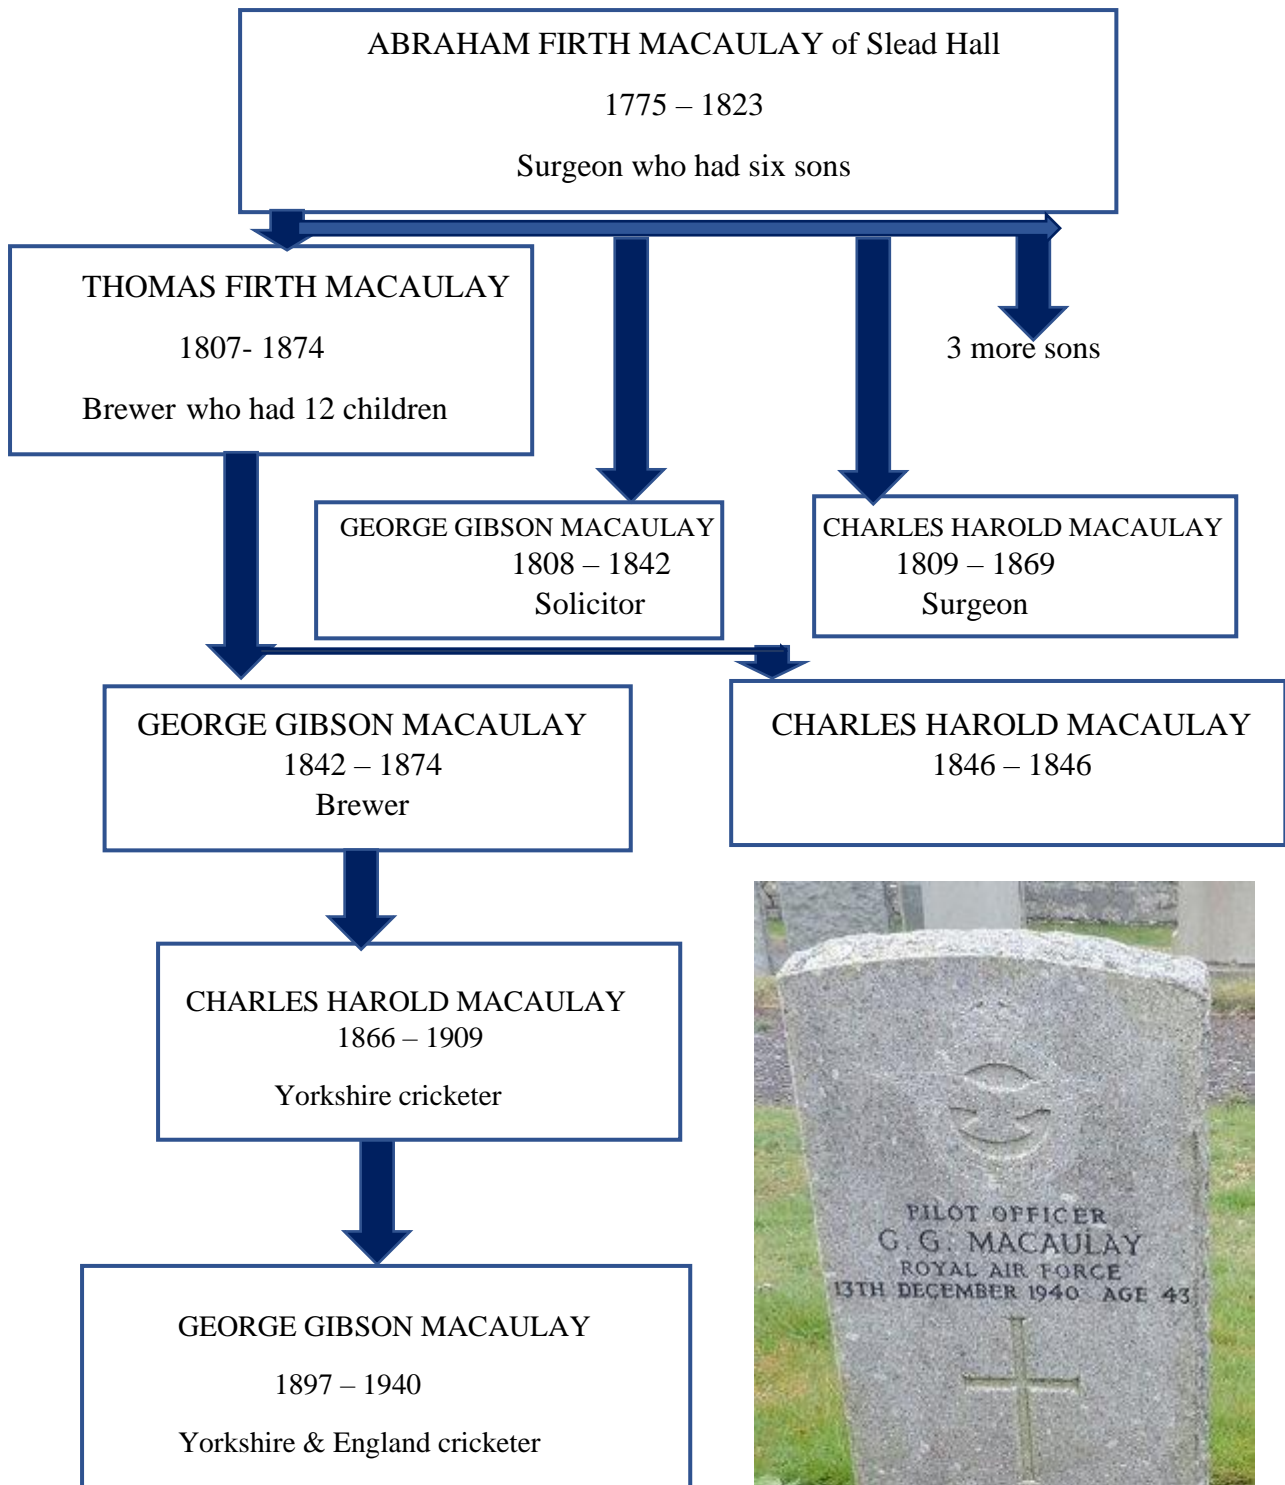 ABRAHAM FIRTH MACAULAY of Slead Hall
1775 – 1823
Surgeon who had six sons
THOMAS FIRTH MACAULAY
1807- 1874
Brewer who had 12 children
3 more sons
GEORGE GIBSON MACAULAY
1808 – 1842
Solicitor
CHARLES HAROLD MACAULAY
1809 – 1869
Surgeon
GEORGE GIBSON MACAULAY
1842 – 1874
Brewer
CHARLES HAROLD MACAULAY
1846 – 1846
CHARLES HAROLD MACAULAY
1866 – 1909
Yorkshire cricketer
GEORGE GIBSON MACAULAY
1897 – 1940
Yorkshire & England cricketer
PILOT OFFICER
G. G. MACAULAY
ROYAL AIR FORCE
13TH DECEMBER 1940 AGE 43